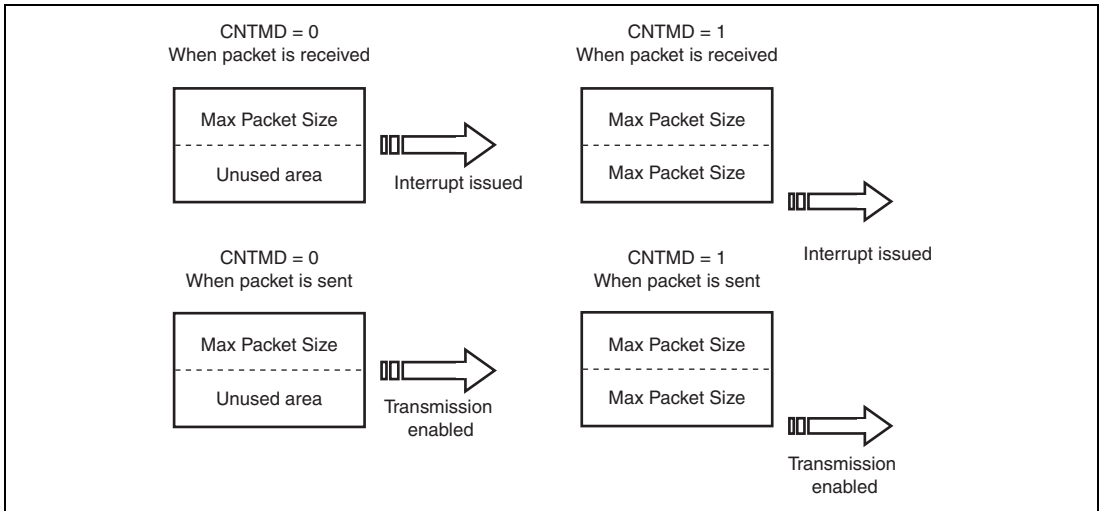 CNTMD = 0
When packet is received
Max Packet Size
Unused area
Interrupt issued
CNTMD = 1
When packet is received
Max Packet Size
Max Packet Size
Interrupt issued
CNTMD = 0
When packet is sent
Max Packet Size
Unused area
Transmission
enabled
CNTMD = 1
When packet is sent
Max Packet Size
Max Packet Size
Transmission
enabled